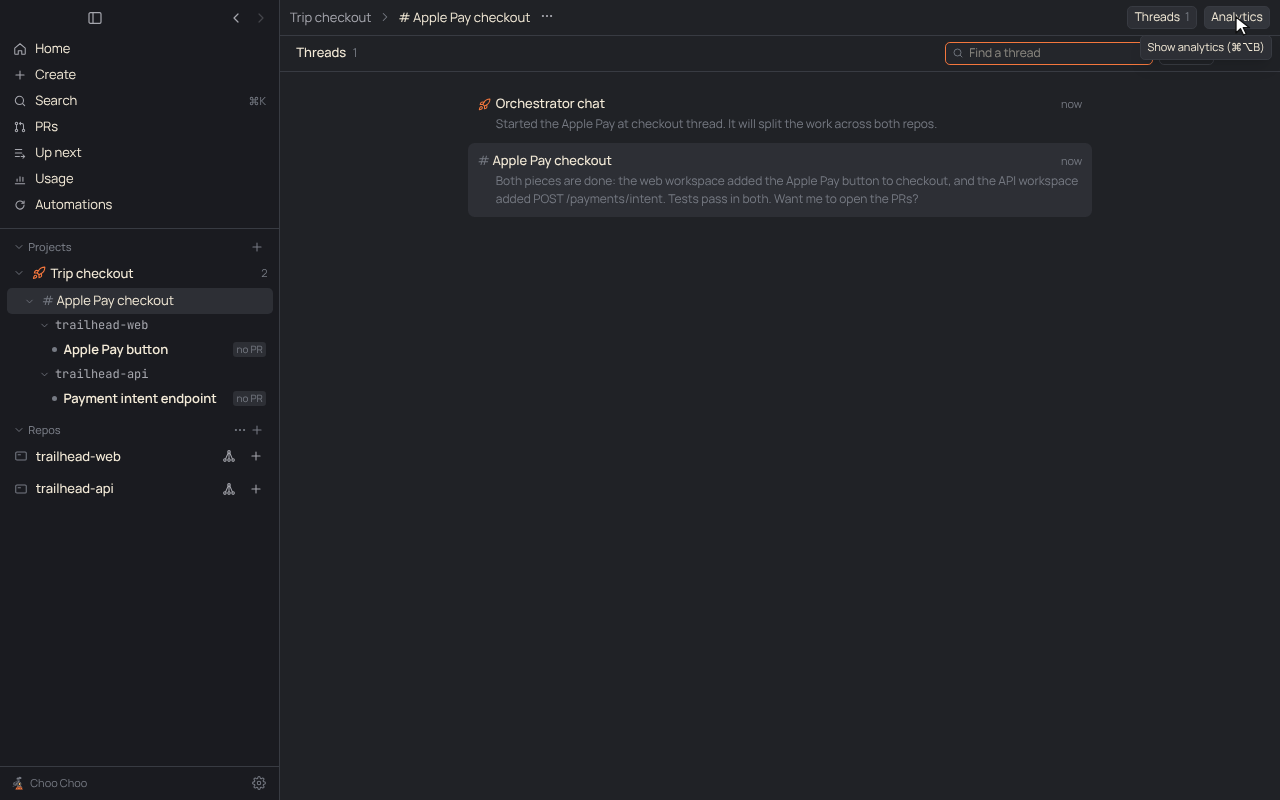 Trip checkout
# Apple Pay checkout
Threads 1
Analytics
Show analytics (⌘⌥B)
Home
Create
Search ⌘K
PRs
Up next
Usage
Automations
Projects
Trip checkout 2
# Apple Pay checkout
trailhead-web
Apple Pay button no PR
trailhead-api
Payment intent endpoint no PR
Repos
trailhead-web
trailhead-api
Choo Choo
Threads 1
Find a thread
Orchestrator chat now
Started the Apple Pay at checkout thread. It will split the work across both repos.
# Apple Pay checkout now
Both pieces are done: the web workspace added the Apple Pay button to checkout, and the API workspace
added POST /payments/intent. Tests pass in both. Want me to open the PRs?